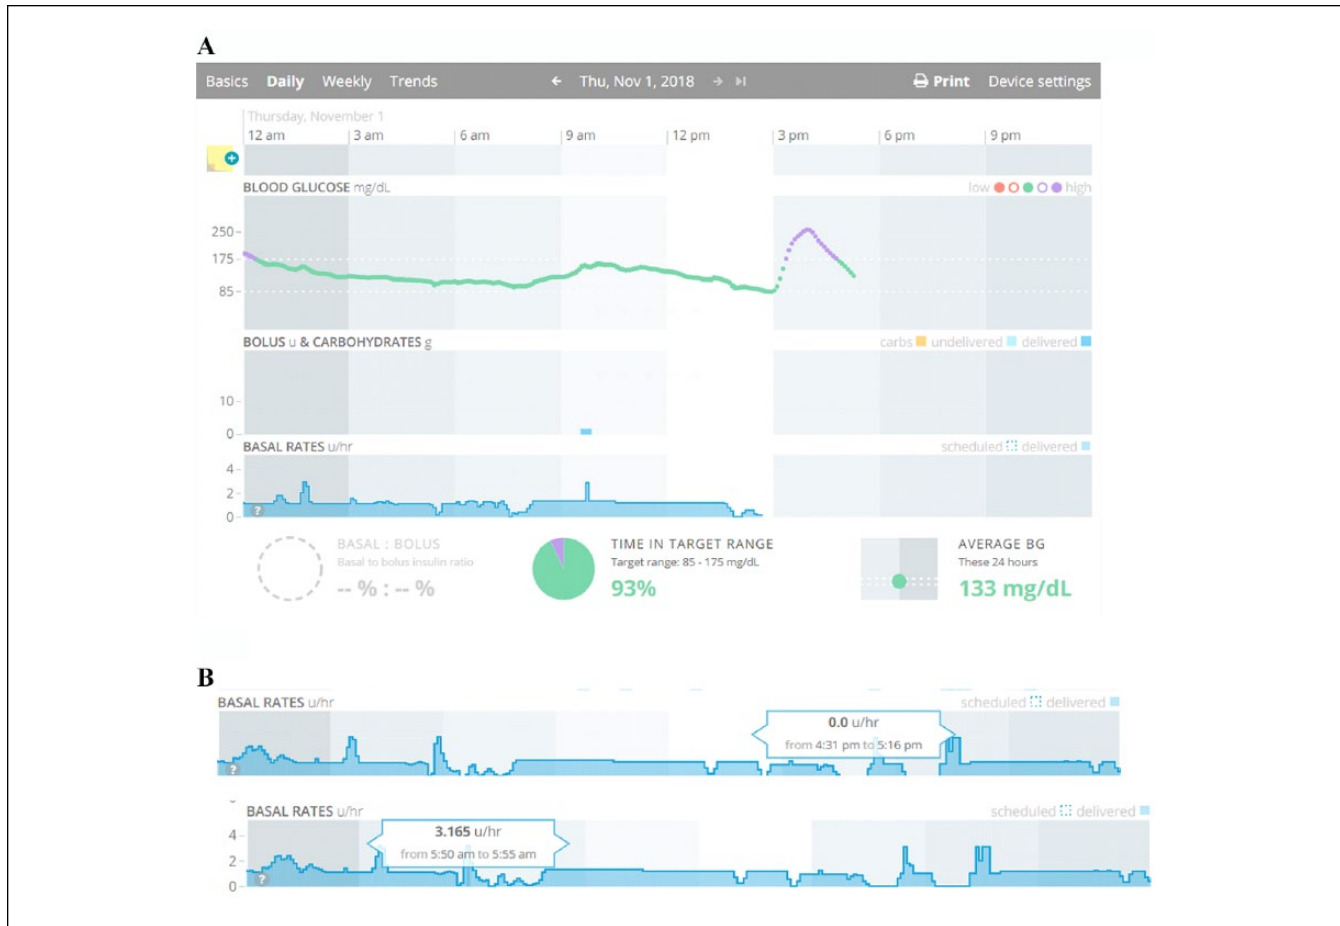 A
Basics Daily Weekly Trends Thu, Nov 1, 2018 Print Device settings
Thursday, November 1
12 am 3 am 6 am 9 am 12 pm 3 pm 6 pm 9 pm
BLOOD GLUCOSE mg/dL low high
250
175
85
BOLUS u & CARBOHYDRATES g carbs undelivered delivered
10
0
BASAL RATES u/hr scheduled delivered
4
2
0 ?
BASAL : BOLUS
Basal to bolus insulin ratio
-- % : -- %
TIME IN TARGET RANGE
Target range: 85 - 175 mg/dL
93%
AVERAGE BG
These 24 hours
133 mg/dL
B
BASAL RATES u/hr scheduled delivered
0.0 u/hr
from 4:31 pm to 5:16 pm
?
BASAL RATES u/hr scheduled delivered
4
3.165 u/hr
2
from 5:50 am to 5:55 am
0 ?